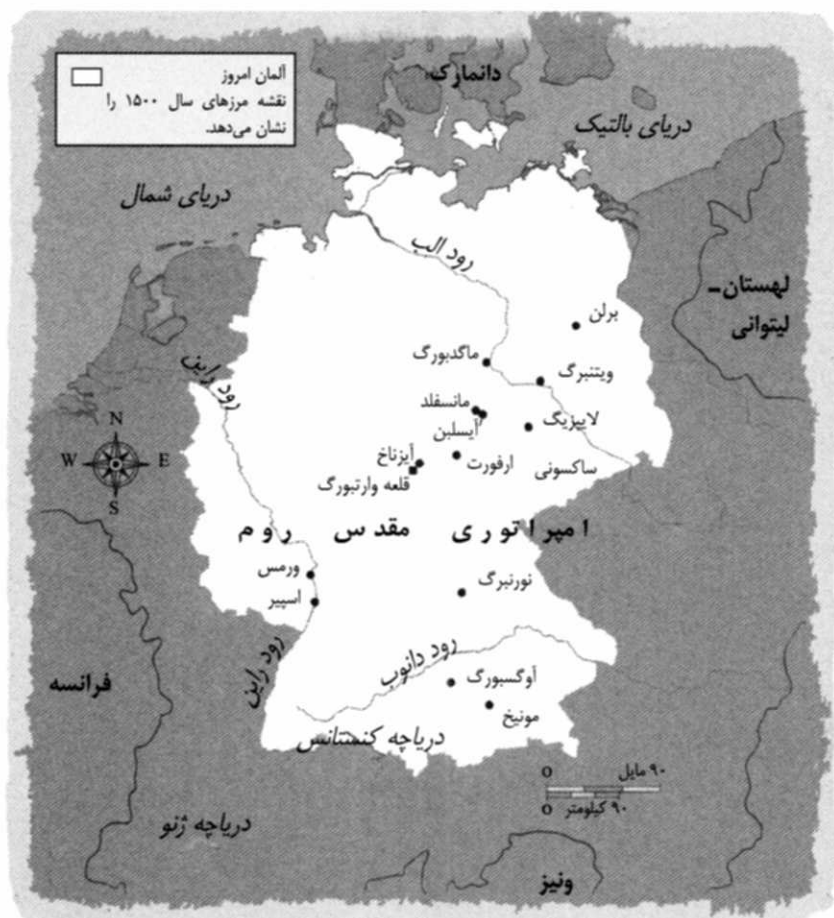 آلمان امروز
نقشه مرزهای سال ۱۵۰۰ را
نشان می‌دهد.
دانمارک
دریای بالتیک
دریای شمال
رود الب
لهستان-
لیتوانی
برلن
ماگدبورگ
ویتنبرگ
رود راین
مانسفلد
آیسلبن
لایپزیگ
N
W E
S
آیزناخ
ارفورت
ساکسونی
قلعه وارتبورگ
امپراتوری مقدس روم
ورمس
نورنبرگ
اسپیر
رود دانوب
رود راین
فرانسه
آوگسبورگ
مونیخ
دریاچه کنستانس
۹۰ مایل O
۹۰ کیلومتر O
دریاچه ژنو
ونیز